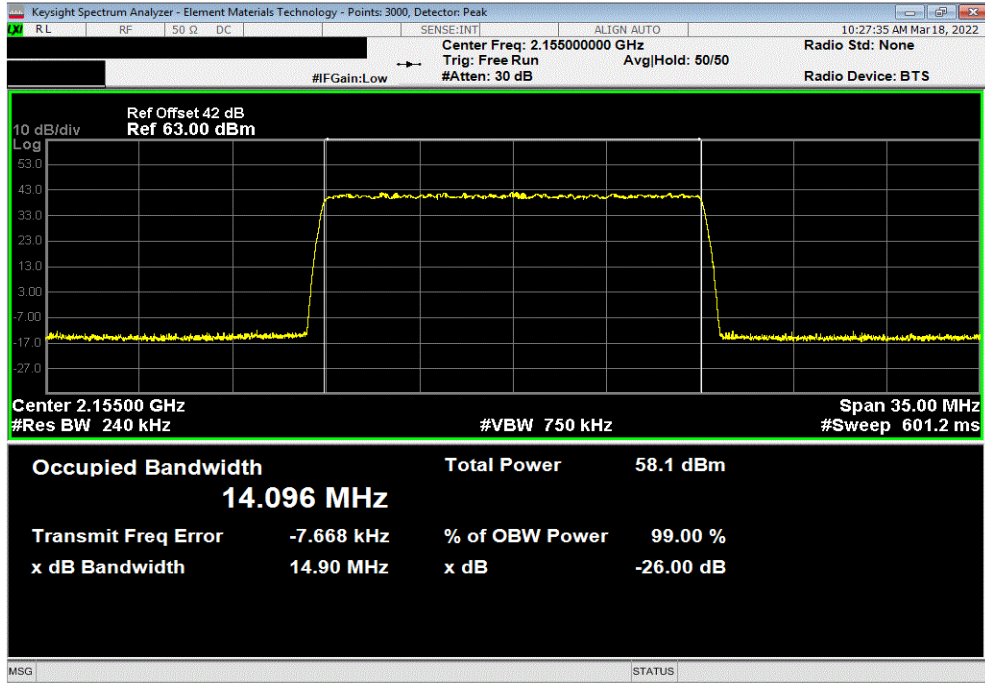 Keysight Spectrum Analyzer - Element Materials Technology - Points: 3000, Detector: Peak
LXI RL RF 50 Ω DC SENSE:INT ALIGN AUTO 10:27:35 AM Mar 18, 2022
Center Freq: 2.155000000 GHz Radio Std: None
Trig: Free Run Avg|Hold: 50/50
#IFGain:Low #Atten: 30 dB Radio Device: BTS
Ref Offset 42 dB
10 dB/div Ref 63.00 dBm
Log
53.0
43.0
33.0
23.0
13.0
3.00
-7.00
-17.0
-27.0
Center 2.15500 GHz Span 35.00 MHz
#Res BW 240 kHz #VBW 750 kHz #Sweep 601.2 ms
Occupied Bandwidth Total Power 58.1 dBm
14.096 MHz
Transmit Freq Error -7.668 kHz % of OBW Power 99.00 %
x dB Bandwidth 14.90 MHz x dB -26.00 dB
MSG STATUS